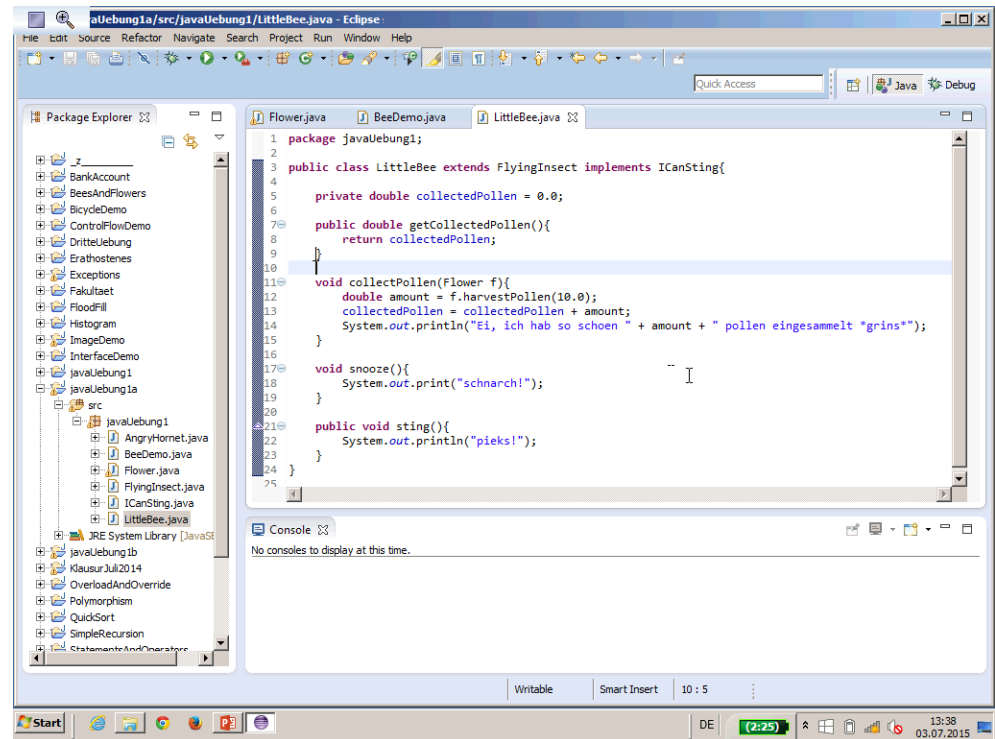 aUebung1a/src/javaUebung1/LittleBee.java - Eclipse
File Edit Source Refactor Navigate Search Project Run Window Help
Quick Access
Java
Debug
Package Explorer
_z_________
BankAccount
BeesAndFlowers
BicycleDemo
ControlFlowDemo
DritteUebung
Erathostenes
Exceptions
Fakultaet
FloodFill
Histogram
ImageDemo
InterfaceDemo
javaUebung1
javaUebung1a
src
javaUebung1
AngryHornet.java
BeeDemo.java
Flower.java
FlyingInsect.java
ICanSting.java
LittleBee.java
JRE System Library [JavaSE
javaUebung1b
KlausurJuli2014
OverloadAndOverride
Polymorphism
QuickSort
SimpleRecursion
StatementsAndOperators
Flower.java BeeDemo.java LittleBee.java
1 package javaUebung1;
2
3 public class LittleBee extends FlyingInsect implements ICanSting{
4
5 private double collectedPollen = 0.0;
6
7 public double getCollectedPollen(){
8 return collectedPollen;
9 }
10
11 void collectPollen(Flower f){
12 double amount = f.harvestPollen(10.0);
13 collectedPollen = collectedPollen + amount;
14 System.out.println("Ei, ich hab so schoen " + amount + " pollen eingesammelt *grins*");
15 }
16
17 void snooze(){
18 System.out.print("schnarch!");
19 }
20
21 public void sting(){
22 System.out.println("pieks!");
23 }
24 }
25
Console
No consoles to display at this time.
Writable Smart Insert 10 : 5
Start
DE
(2:25)
13:38
03.07.2015